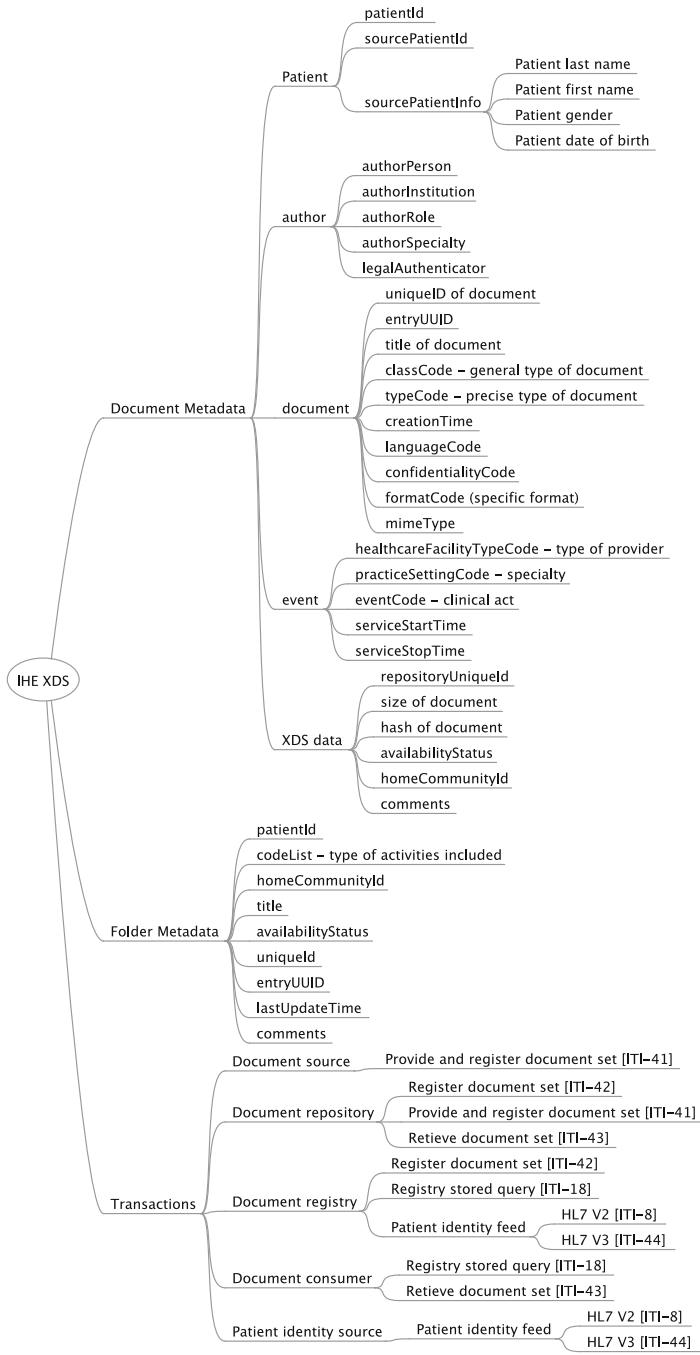 patientId
sourcePatientId
Patient
sourcePatientInfo
Patient last name
Patient first name
Patient gender
Patient date of birth
authorPerson
authorInstitution
author
authorRole
authorSpecialty
legalAuthenticator
uniqueID of document
entryUUID
title of document
classCode – general type of document
typeCode – precise type of document
Document Metadata
document
creationTime
languageCode
confidentialityCode
formatCode (specific format)
mimeType
healthcareFacilityTypeCode – type of provider
practiceSettingCode – specialty
event
eventCode – clinical act
serviceStartTime
serviceStopTime
IHE XDS
repositoryUniqueId
size of document
hash of document
XDS data
availabilityStatus
homeCommunityId
comments
patientId
codeList – type of activities included
homeCommunityId
title
Folder Metadata
availabilityStatus
uniqueId
entryUUID
lastUpdateTime
comments
Document source
Provide and register document set [ITI–41]
Document repository
Register document set [ITI–42]
Provide and register document set [ITI–41]
Retieve document set [ITI–43]
Transactions
Document registry
Register document set [ITI–42]
Registry stored query [ITI–18]
Patient identity feed
HL7 V2 [ITI–8]
HL7 V3 [ITI–44]
Document consumer
Registry stored query [ITI–18]
Retieve document set [ITI–43]
Patient identity source
Patient identity feed
HL7 V2 [ITI–8]
HL7 V3 [ITI–44]